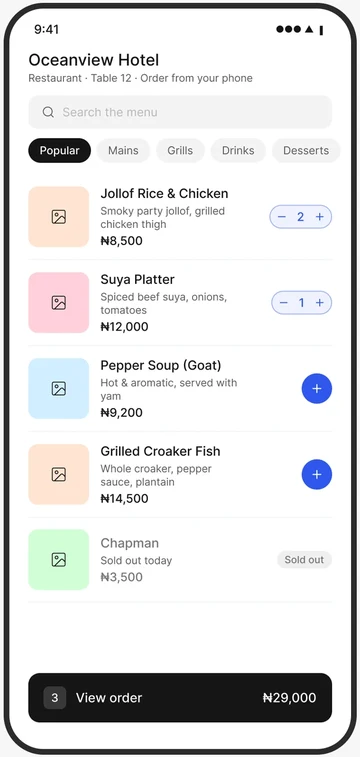 9:41
Oceanview Hotel
Restaurant · Table 12 · Order from your phone
Search the menu
Popular Mains Grills Drinks Desserts
Jollof Rice & Chicken
Smoky party jollof, grilled
chicken thigh
₦8,500
− 2 +
Suya Platter
Spiced beef suya, onions,
tomatoes
₦12,000
− 1 +
Pepper Soup (Goat)
Hot & aromatic, served with
yam
₦9,200
+
Grilled Croaker Fish
Whole croaker, pepper
sauce, plantain
₦14,500
+
Chapman
Sold out today
₦3,500
Sold out
3 View order ₦29,000